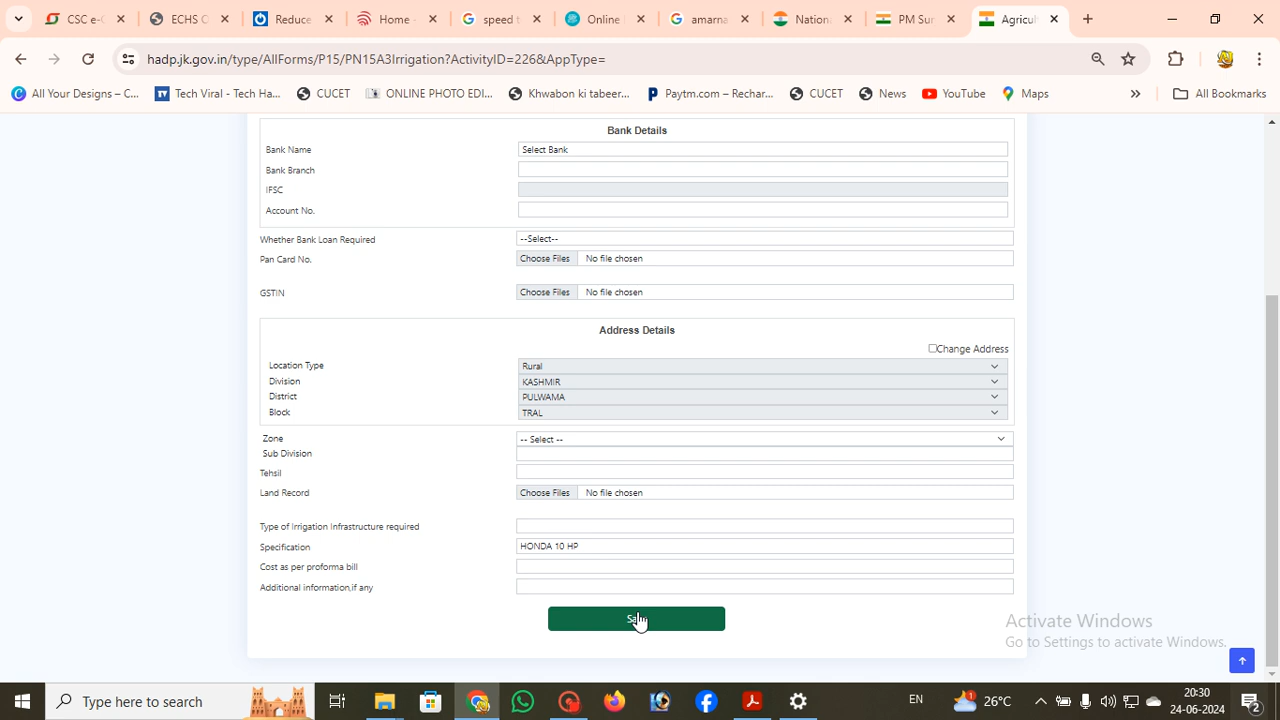 CSC e-
ECHS C
Reduce
Home -
speed t
Online
amarna
Nation
PM Sur
Agricul
hadp.jk.gov.in/type/AllForms/P15/PN15A3Irrigation?ActivityID=226&AppType=
All Your Designs – C...
Tech Viral - Tech Ha...
CUCET
ONLINE PHOTO EDI...
Khwabon ki tabeer...
Paytm.com – Rechar...
CUCET
News
YouTube
Maps
»
All Bookmarks
Bank Details
Bank Name Select Bank
Bank Branch
IFSC
Account No.
Whether Bank Loan Required --Select--
Pan Card No. Choose Files No file chosen
GSTIN Choose Files No file chosen
Address Details
Change Address
Location Type Rural
Division KASHMIR
District PULWAMA
Block TRAL
Zone -- Select --
Sub Division
Tehsil
Land Record Choose Files No file chosen
Type of Irrigation Infrastructure required
Specification HONDA 10 HP
Cost as per proforma bill
Additional information,if any
Save
Activate Windows
Go to Settings to activate Windows.
Type here to search
EN
1
26°C
20:30
24-06-2024
2